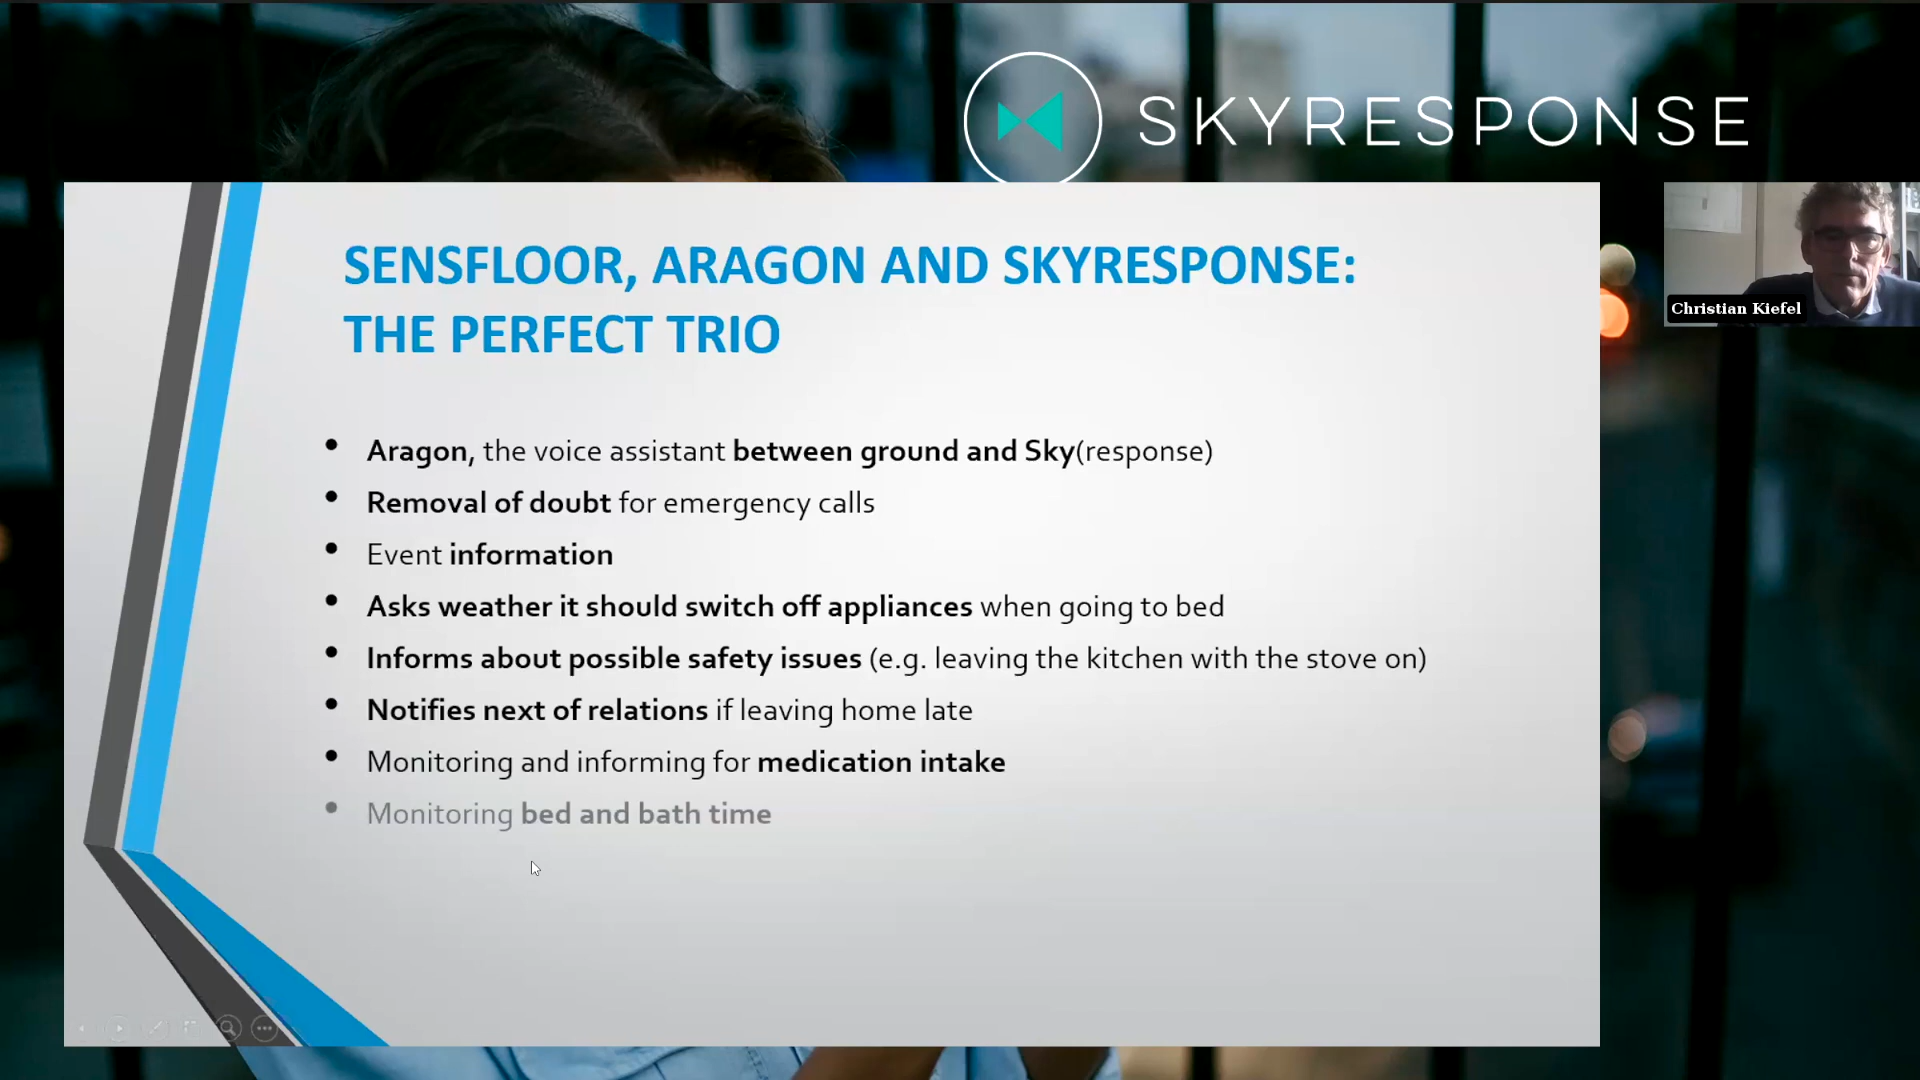 SKYRESPONSE
SENSFLOOR, ARAGON AND SKYRESPONSE:
THE PERFECT TRIO
Christian Kiefel
• Aragon, the voice assistant between ground and Sky(response)
• Removal of doubt for emergency calls
• Event information
• Asks weather it should switch off appliances when going to bed
• Informs about possible safety issues (e.g. leaving the kitchen with the stove on)
• Notifies next of relations if leaving home late
• Monitoring and informing for medication intake
• Monitoring bed and bath time